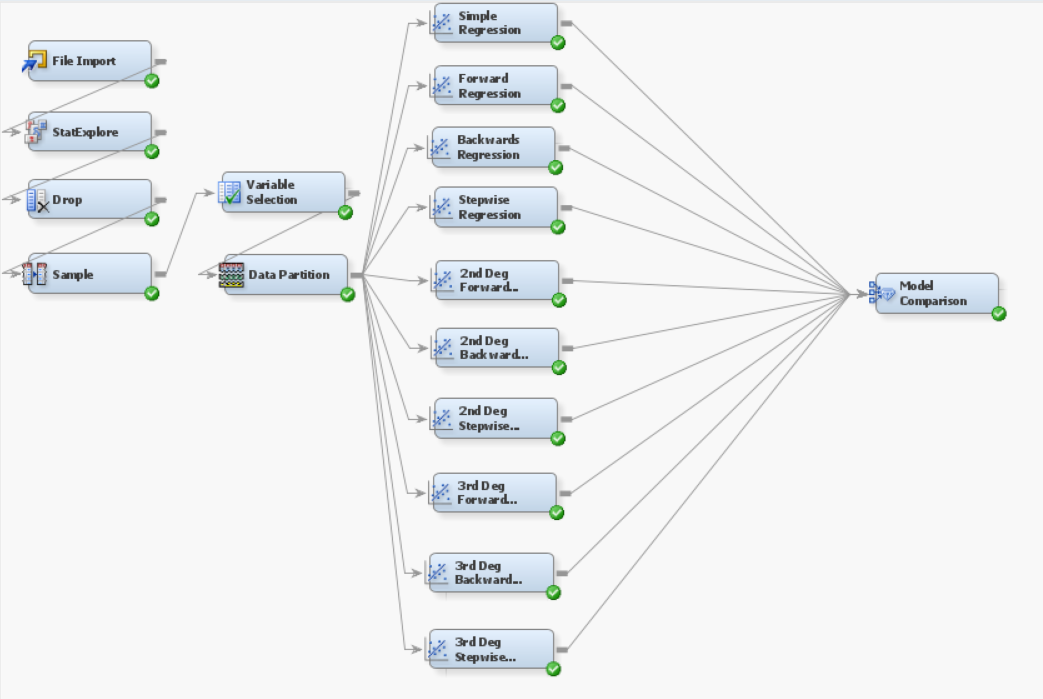 File Import
StatExplore
Drop
Sample
Variable
Selection
Data Partition
Simple
Regression
Forward
Regression
Backwards
Regression
Stepwise
Regression
2nd Deg
Forward...
2nd Deg
Backward...
2nd Deg
Stepwise...
3rd Deg
Forward...
3rd Deg
Backward...
3rd Deg
Stepwise...
Model
Comparison